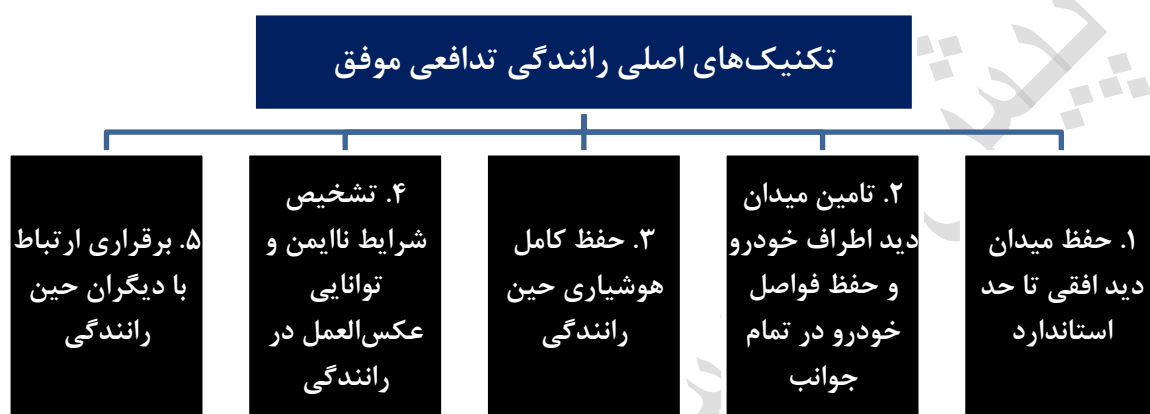 تکنیک‌های اصلی رانندگی تدافعی موفق
۱. حفظ میدان
دید افقی تا حد
استاندارد
۲. تامین میدان
دید اطراف خودرو
و حفظ فواصل
خودرو در تمام
جوانب
۳. حفظ کامل
هوشیاری حین
رانندگی
۴. تشخیص
شرایط ناایمن و
توانایی
عکس‌العمل در
رانندگی
۵. برقراری ارتباط
با دیگران حین
رانندگی